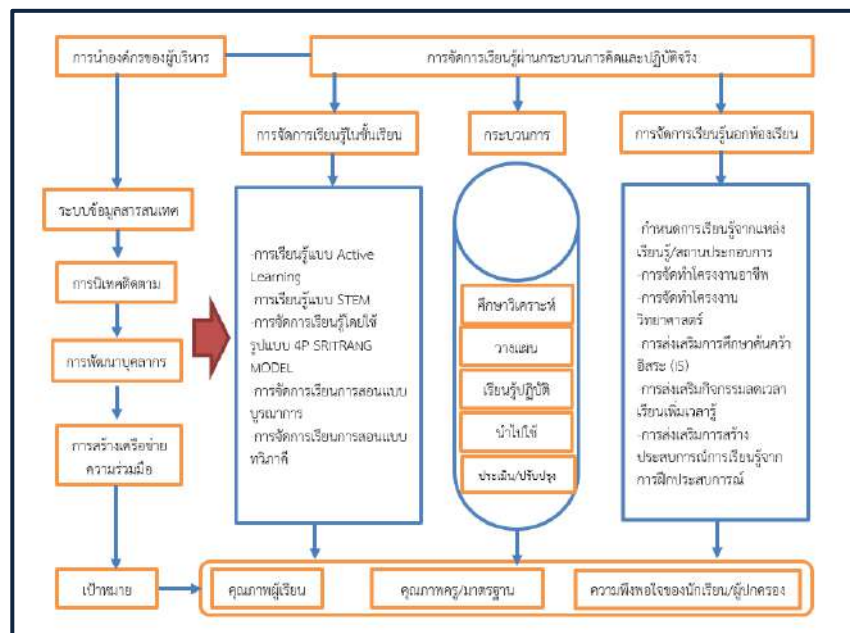 การนำองค์กรของผู้บริหาร
การจัดการเรียนรู้ผ่านกระบวนการคิดและปฏิบัติจริง
การจัดการเรียนรู้ในชั้นเรียน
กระบวนการ
การจัดการเรียนรู้นอกห้องเรียน
ระบบข้อมูลสารสนเทศ
การนิเทศติดตาม
การพัฒนาบุคลากร
การสร้างเครือข่าย
ความร่วมมือ
-การเรียนรู้แบบ Active
Learning
-การเรียนรู้แบบ STEM
-การจัดการเรียนรู้โดยใช้
รูปแบบ 4P SRITRANG
MODEL
-การจัดการเรียนการสอนแบบ
บูรณาการ
-การจัดการเรียนการสอนแบบ
ทวิภาคี
ศึกษาวิเคราะห์
วางแผน
เรียนรู้ปฏิบัติ
นำไปใช้
ประเมิน/ปรับปรุง
-กำหนดการเรียนรู้จากแหล่ง
เรียนรู้/สถานประกอบการ
-การจัดทำโครงงานอาชีพ
-การจัดทำโครงงาน
วิทยาศาสตร์
-การส่งเสริมการศึกษาค้นคว้า
อิสระ (IS)
-การส่งเสริมกิจกรรมลดเวลา
เรียนเพิ่มเวลารู้
-การส่งเสริมการสร้าง
ประสบการณ์การเรียนรู้จาก
การฝึกประสบการณ์
เป้าหมาย
คุณภาพผู้เรียน
คุณภาพครู/มาตรฐาน
ความพึงพอใจของนักเรียน/ผู้ปกครอง